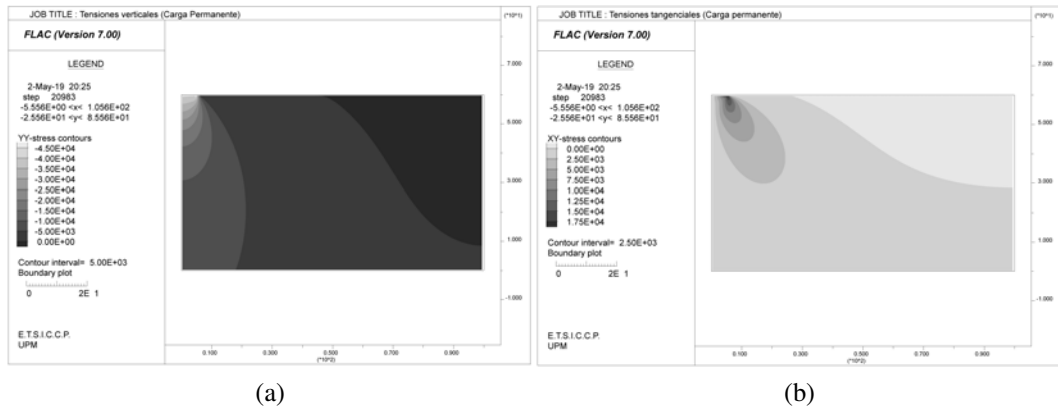 JOB TITLE : Tensiones verticales (Carga Permanente)
(*10^1)
FLAC (Version 7.00)
LEGEND
2-May-19 20:25
step 20983
-5.556E+00 <x< 1.056E+02
-2.556E+01 <y< 8.556E+01
YY-stress contours
-4.50E+04
-4.00E+04
-3.50E+04
-3.00E+04
-2.50E+04
-2.00E+04
-1.50E+04
-1.00E+04
-5.00E+03
0.00E+00
Contour interval= 5.00E+03
Boundary plot
0 2E 1
E.T.S.I.C.C.P.
UPM
7.000
5.000
3.000
1.000
-1.000
0.100 0.300 0.500 0.700 0.900
(*10^2)
(a)
JOB TITLE : Tensiones tangenciales (Carga permanente)
(*10^1)
FLAC (Version 7.00)
LEGEND
2-May-19 20:25
step 20983
-5.556E+00 <x< 1.056E+02
-2.556E+01 <y< 8.556E+01
XY-stress contours
0.00E+00
2.50E+03
5.00E+03
7.50E+03
1.00E+04
1.25E+04
1.50E+04
1.75E+04
Contour interval= 2.50E+03
Boundary plot
0 2E 1
E.T.S.I.C.C.P.
UPM
7.000
5.000
3.000
1.000
-1.000
0.100 0.300 0.500 0.700 0.900
(*10^2)
(b)